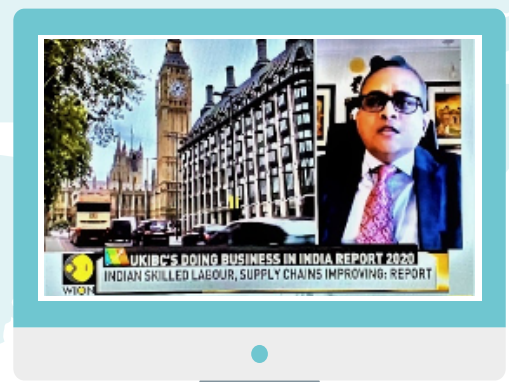 UKIBC'S DOING BUSINESS IN INDIA REPORT 2020
INDIAN SKILLED LABOUR, SUPPLY CHAINS IMPROVING: REPORT
WION